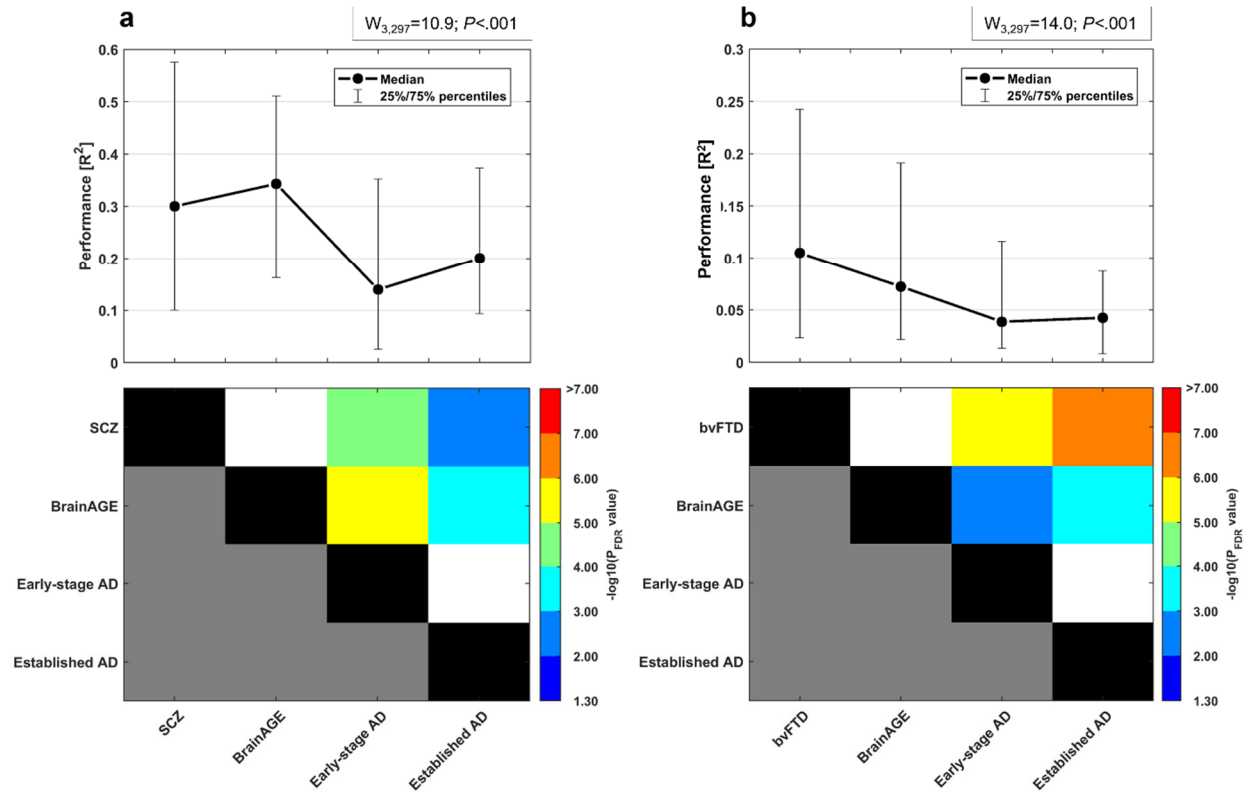 a
W3,297=10.9; P<.001
0.6
0.5
0.4
0.3
0.2
0.1
0
Performance [R2]
Median
25%/75% percentiles
SCZ
BrainAGE
Early-stage AD
Established AD
SCZ
BrainAGE
Early-stage AD
Established AD
>7.00
7.00
6.00
5.00
4.00
3.00
2.00
1.30
-log10(PFDR value)
b
W3,297=14.0; P<.001
0.3
0.25
0.2
0.15
0.1
0.05
0
Performance [R²]
Median
25%/75% percentiles
bvFTD
BrainAGE
Early-stage AD
Established AD
bvFTD
BrainAGE
Early-stage AD
Established AD
>7.00
7.00
6.00
5.00
4.00
3.00
2.00
1.30
-log10(PFDR value)